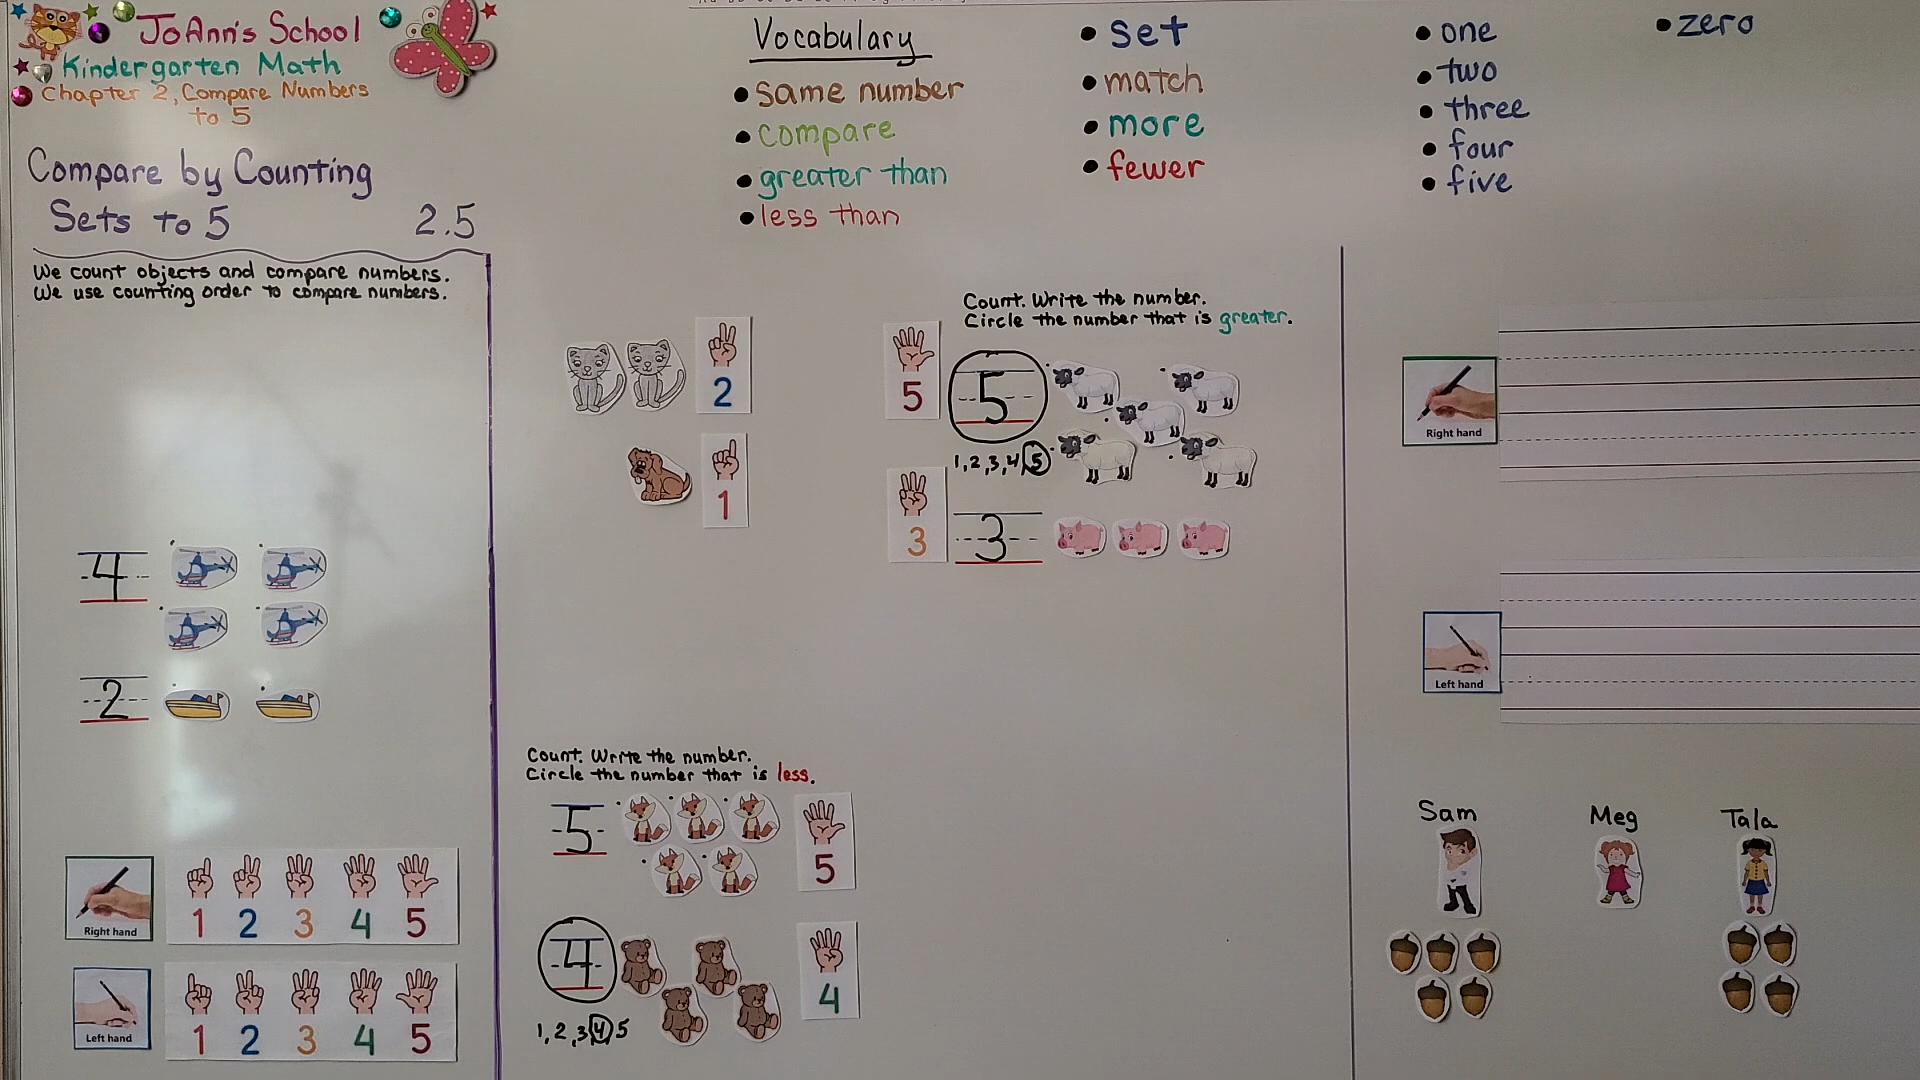 JoAnn's School
Kindergarten Math
Chapter 2, Compare Numbers
to 5
Compare by Counting
Sets to 5 2.5
We count objects and compare numbers.
We use counting order to compare numbers.
4
2
Right hand
1 2 3 4 5
Left hand
1 2 3 4 5
Vocabulary
• same number
• compare
• greater than
• less than
• set
• match
• more
• fewer
• one
• two
• three
• four
• five
• zero
2
1
Count. Write the number.
Circle the number that is greater.
5 5
1, 2, 3, 4, 5
3 3
Count. Write the number.
Circle the number that is less.
5 5
4 4
1, 2, 3, 4, 5
Right hand
Left hand
Sam Meg Tala